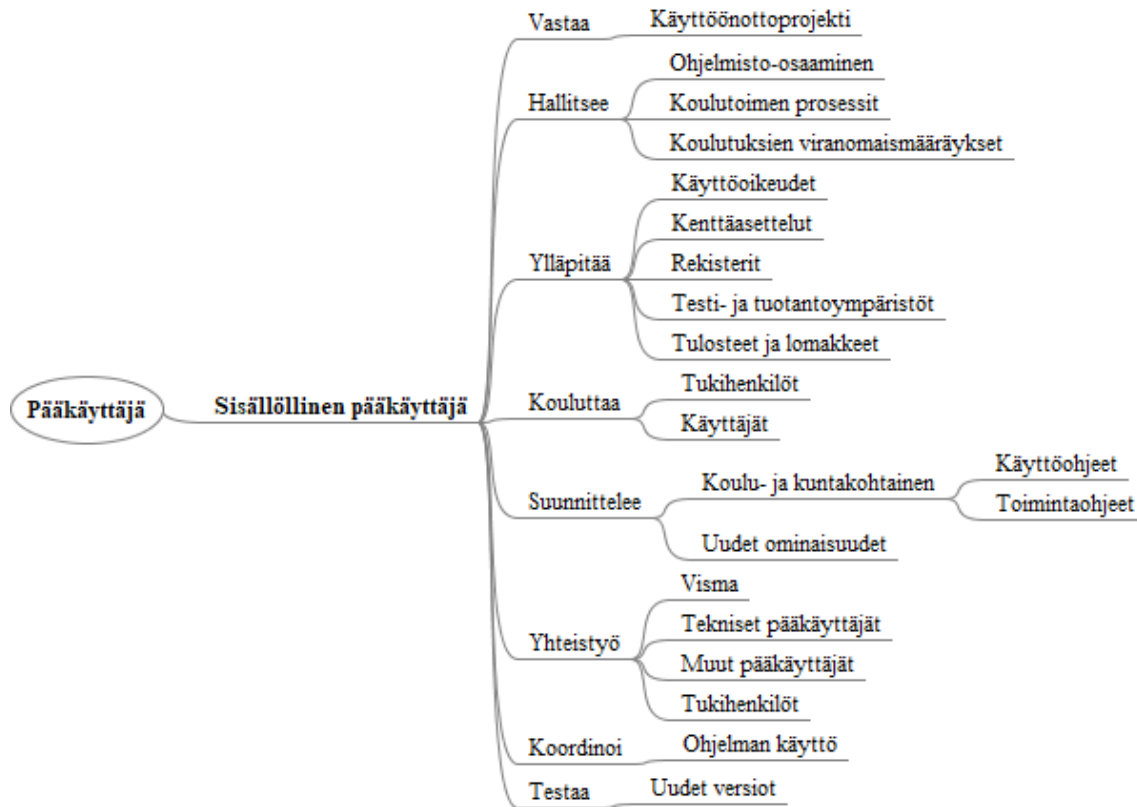 Pääkäyttäjä
Sisällöllinen pääkäyttäjä
Vastaa
Käyttöönottoprojekti
Hallitsee
Ohjelmisto-osaaminen
Koulutoimen prosessit
Koulutuksien viranomaismääräykset
Ylläpitää
Käyttöoikeudet
Kenttäasettelut
Rekisterit
Testi- ja tuotantoympäristöt
Tulosteet ja lomakkeet
Kouluttaa
Tukihenkilöt
Käyttäjät
Suunnittelee
Koulu- ja kuntakohtainen
Käyttöohjeet
Toimintaohjeet
Uudet ominaisuudet
Yhteistyö
Visma
Tekniset pääkäyttäjät
Muut pääkäyttäjät
Tukihenkilöt
Koordinoi
Ohjelman käyttö
Testaa
Uudet versiot